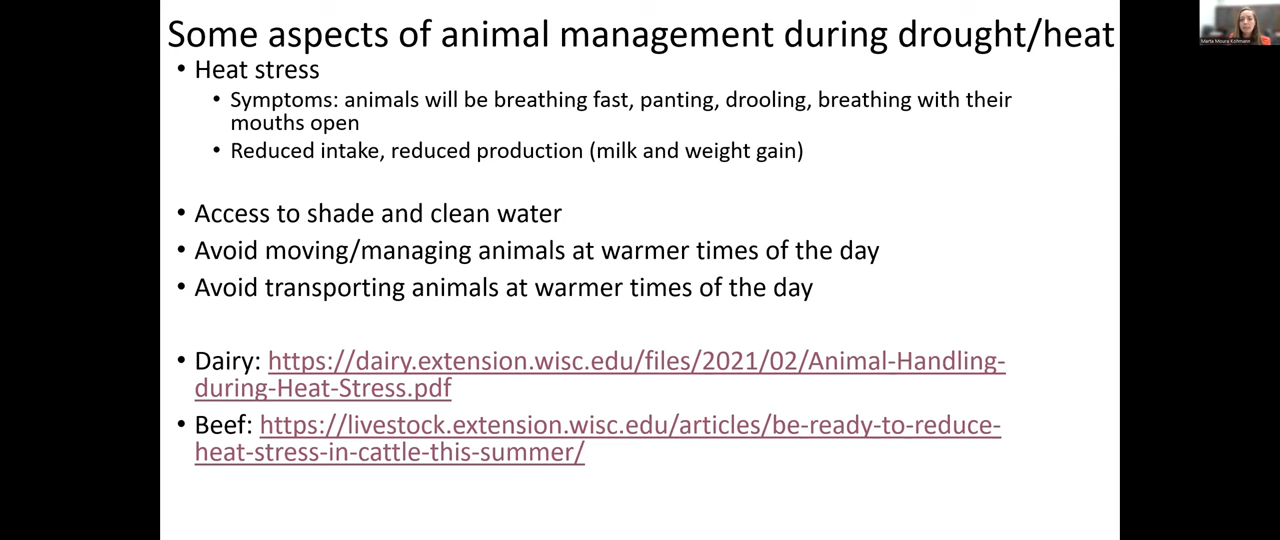 Some aspects of animal management during drought/heat
• Heat stress
• Symptoms: animals will be breathing fast, panting, drooling, breathing with their
mouths open
• Reduced intake, reduced production (milk and weight gain)
• Access to shade and clean water
• Avoid moving/managing animals at warmer times of the day
• Avoid transporting animals at warmer times of the day
• Dairy: https://dairy.extension.wisc.edu/files/2021/02/Animal-Handling-
during-Heat-Stress.pdf
• Beef: https://livestock.extension.wisc.edu/articles/be-ready-to-reduce-
heat-stress-in-cattle-this-summer/
Marta Moura Kohmann